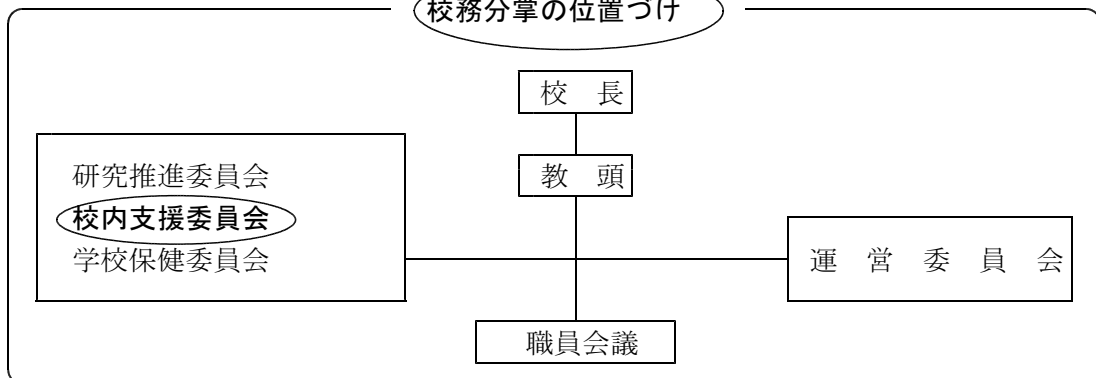 校務分掌の位置づけ
校　長
教　頭
研究推進委員会
校内支援委員会
学校保健委員会
運　営　委　員　会
職員会議